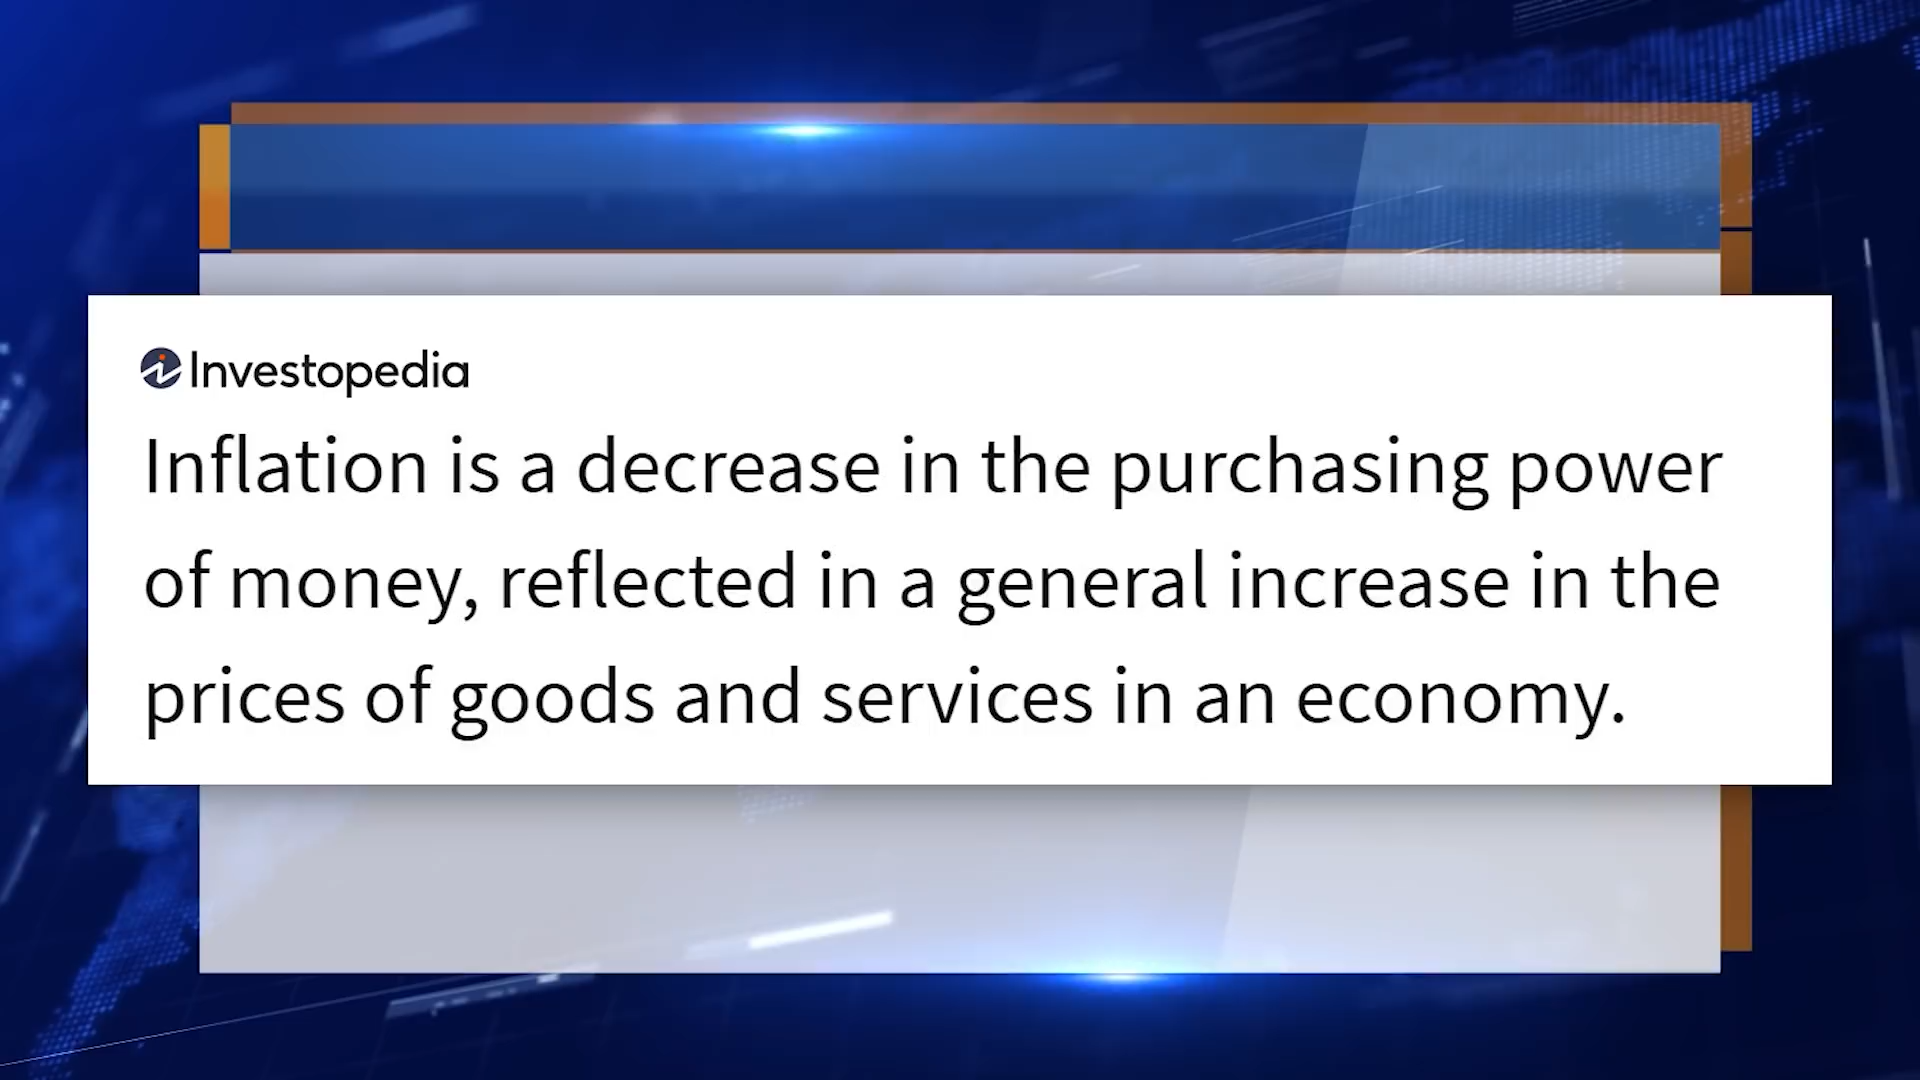 Investopedia
Inflation is a decrease in the purchasing power
of money, reflected in a general increase in the
prices of goods and services in an economy.